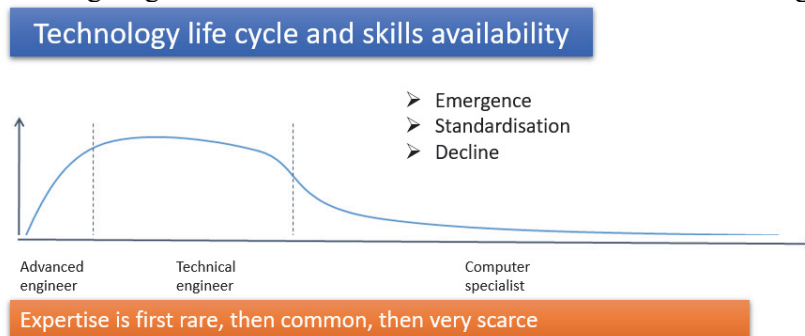 Technology life cycle and skills availability
➢ Emergence
➢ Standardisation
➢ Decline
Advanced engineer
Technical engineer
Computer specialist
Expertise is first rare, then common, then very scarce